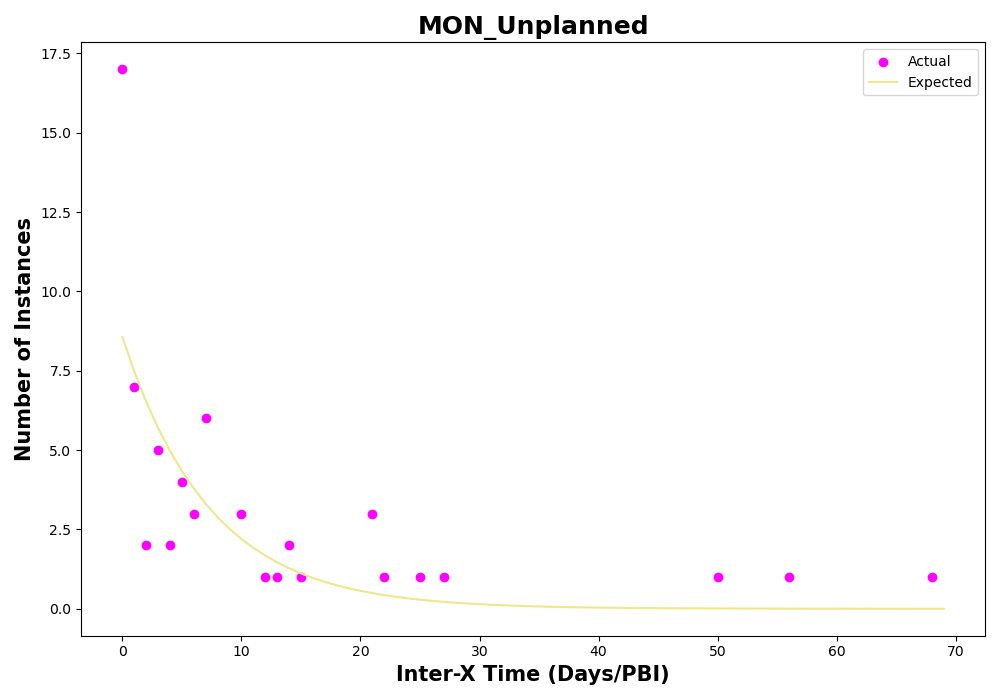 MON_Unplanned
Actual
Expected
17.5
15.0
12.5
10.0
7.5
5.0
2.5
0.0
Number of Instances
0 10 20 30 40 50 60 70
Inter-X Time (Days/PBI)